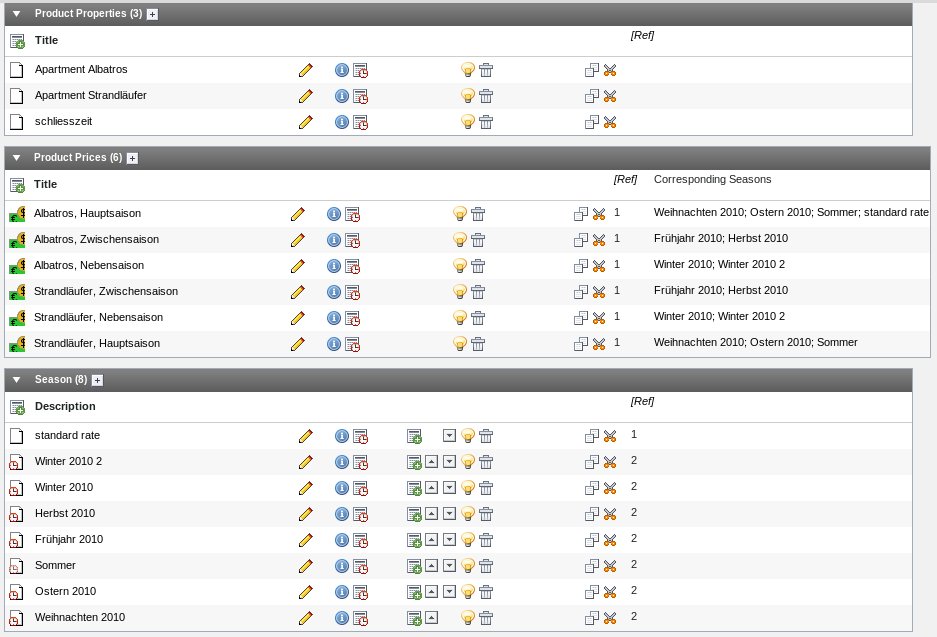 Product Properties (3)
Title [Ref]
Apartment Albatros
Apartment Strandläufer
schliesszeit
Product Prices (6)
Title [Ref] Corresponding Seasons
Albatros, Hauptsaison 1 Weihnachten 2010; Ostern 2010; Sommer; standard rate
Albatros, Zwischensaison 1 Frühjahr 2010; Herbst 2010
Albatros, Nebensaison 1 Winter 2010; Winter 2010 2
Strandläufer, Zwischensaison 1 Frühjahr 2010; Herbst 2010
Strandläufer, Nebensaison 1 Winter 2010; Winter 2010 2
Strandläufer, Hauptsaison 1 Weihnachten 2010; Ostern 2010; Sommer
Season (8)
Description [Ref]
standard rate 1
Winter 2010 2 2
Winter 2010 2
Herbst 2010 2
Frühjahr 2010 2
Sommer 2
Ostern 2010 2
Weihnachten 2010 2